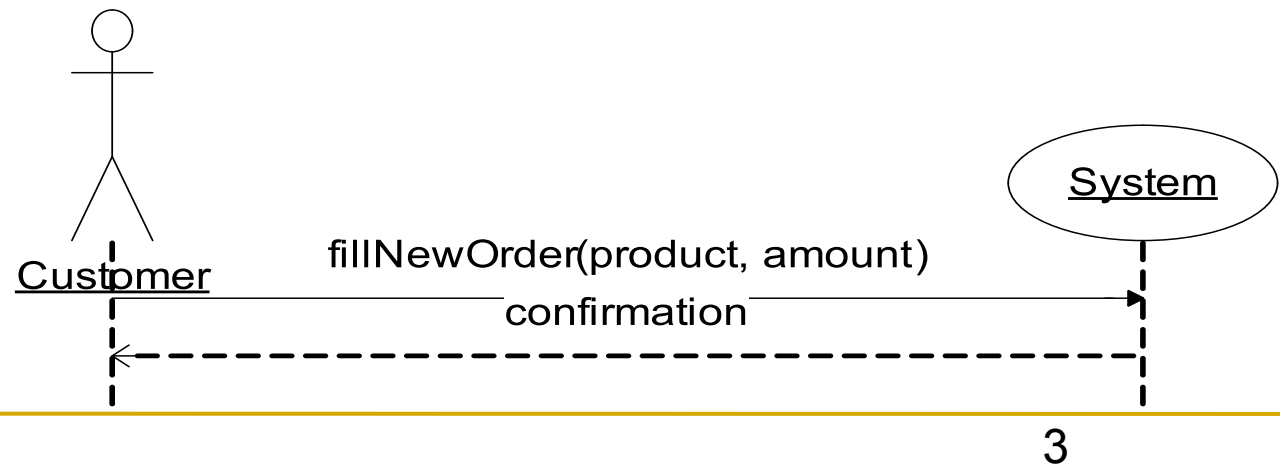 System
fillNewOrder(product, amount)
Customer
confirmation
3